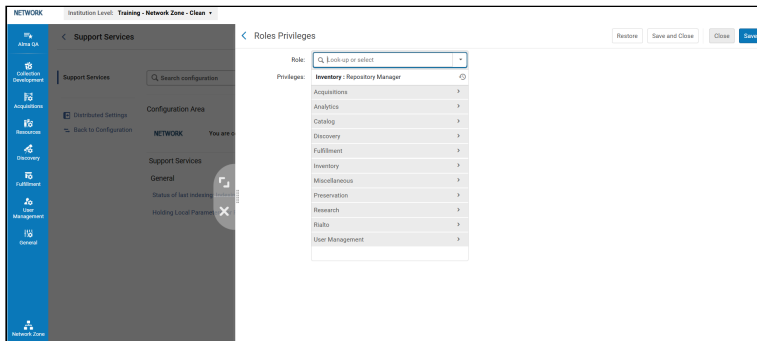 NETWORK
Institution Level: Training - Network Zone - Clean
Alma QA
Collection Development
Acquisitions
Resources
Discovery
Fulfillment
User Management
General
Network Zone
Support Services
Support Services
Search configuration
Distributed Settings
Back to Configuration
Configuration Area
NETWORK
You are c
Support Services
General
Status of last indexing
Holding Local Param
Roles Privileges
Restore
Save and Close
Close
Save
Role:
Look-up or select
Privileges:
Inventory : Repository Manager
Acquisitions
Analytics
Catalog
Discovery
Fulfillment
Inventory
Miscellaneous
Preservation
Research
Rialto
User Management